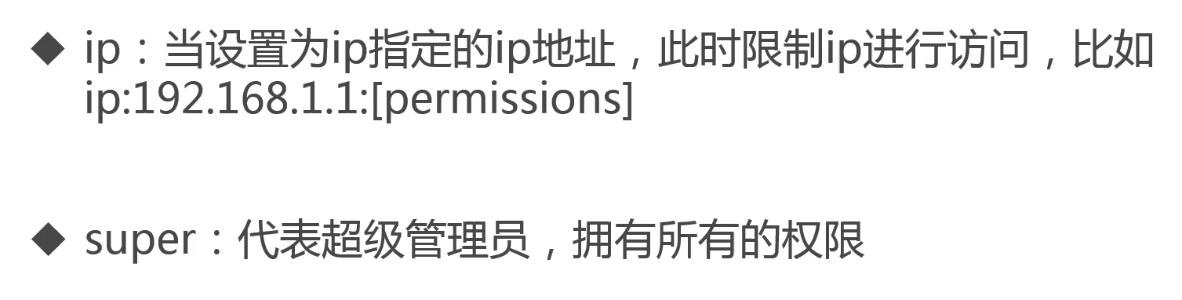 ◆ ip：当设置为ip指定的ip地址，此时限制ip进行访问，比如
ip:192.168.1.1:[permissions]
◆ super：代表超级管理员，拥有所有的权限